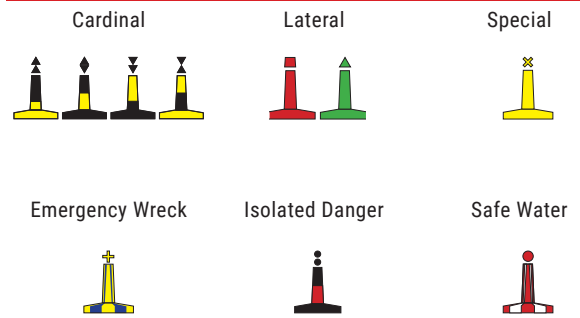 Cardinal
Lateral
Special
Emergency Wreck
Isolated Danger
Safe Water